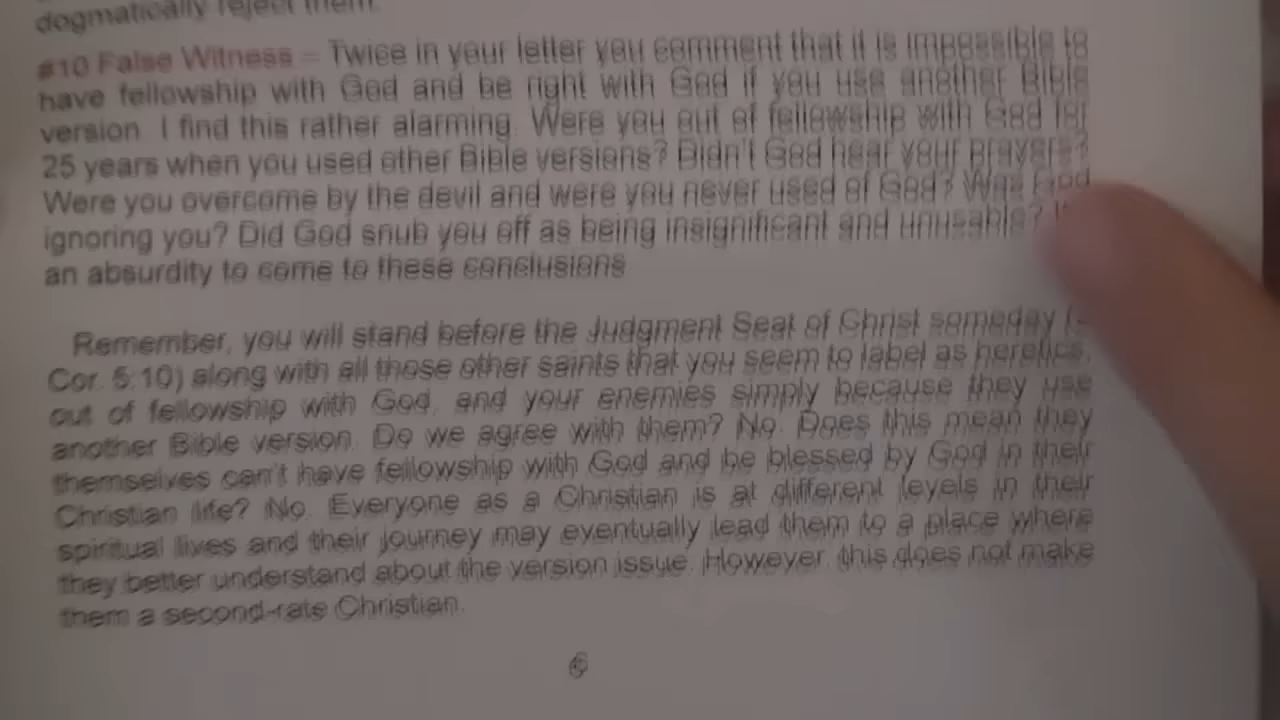 dogmatically reject them.
#10 False Witness – Twice in your letter you comment that it is impossible to
have fellowship with God and be right with God if you use another Bible
version. I find this rather alarming. Were you out of fellowship with God for
25 years when you used other Bible versions? Didn't God hear your prayers?
Were you overcome by the devil and were you never used of God? Was God
ignoring you? Did God snub you off as being insignificant and unusable?
an absurdity to come to these conclusions
Remember, you will stand before the Judgment Seat of Christ someday
Cor. 5:10) along with all those other saints that you seem to label as heretics,
out of fellowship with God, and your enemies simply because they use
another Bible version. Do we agree with them? No. Does this mean they
themselves can't have fellowship with God and be blessed by God in their
Christian life? No. Everyone as a Christian is at different levels in their
spiritual lives and their journey may eventually lead them to a place where
they better understand about the version issue. However, this does not make
them a second-rate Christian.
6